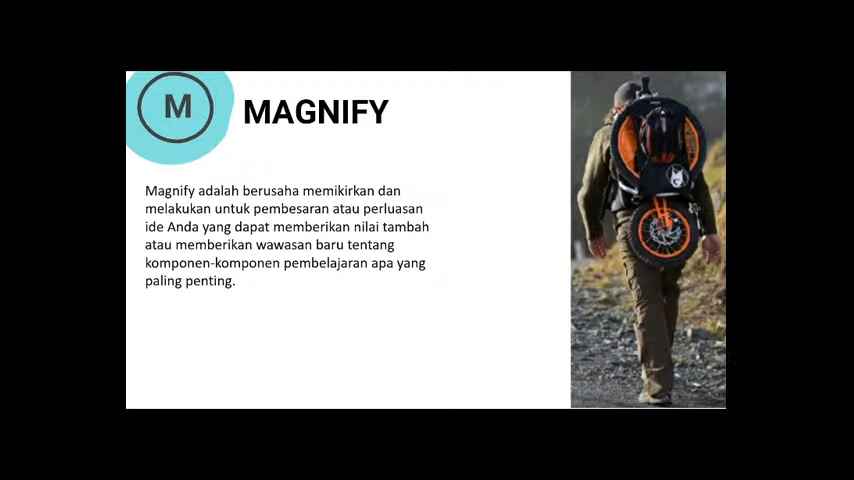 M
MAGNIFY
Magnify adalah berusaha memikirkan dan
melakukan untuk pembesaran atau perluasan
ide Anda yang dapat memberikan nilai tambah
atau memberikan wawasan baru tentang
komponen-komponen pembelajaran apa yang
paling penting.